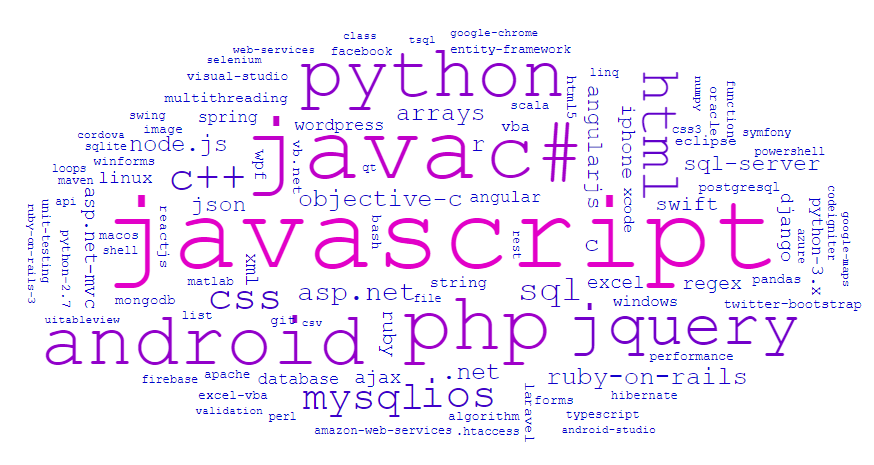 google-chrome
class
tsql
web-services
facebook
entity-framework
selenium
python
visual-studio
linq
html5
html
numpy
function
multithreading
scala
angularjs
oracle
swing
spring
arrays
iphone
wordpress
java
c#
vba
css3
symfony
cordova
image
node.js
r
eclipse
sqlite
vb.net
wpf
powershell
winforms
qt
sql-server
loops
linux
c++
xcode
maven
objective-c
angular
postgresql
asp.net-mvc
api
json
swift
django
python-3.x
codeigniter
google-maps
ruby-on-rails-3
unit-testing
reactjs
javascript
bash
rest
c
azure
macos
shell
python-2.7
xml
matlab
string
excel
regex
pandas
mongodb
css
asp.net
file
sql
windows
twitter-bootstrap
uitableview
list
git
csv
ruby
android
php
jquery
performance
firebase
apache
database
ajax
.net
ruby-on-rails
excel-vba
mysql
ios
laravel
forms
hibernate
validation
perl
algorithm
typescript
amazon-web-services
.htaccess
android-studio